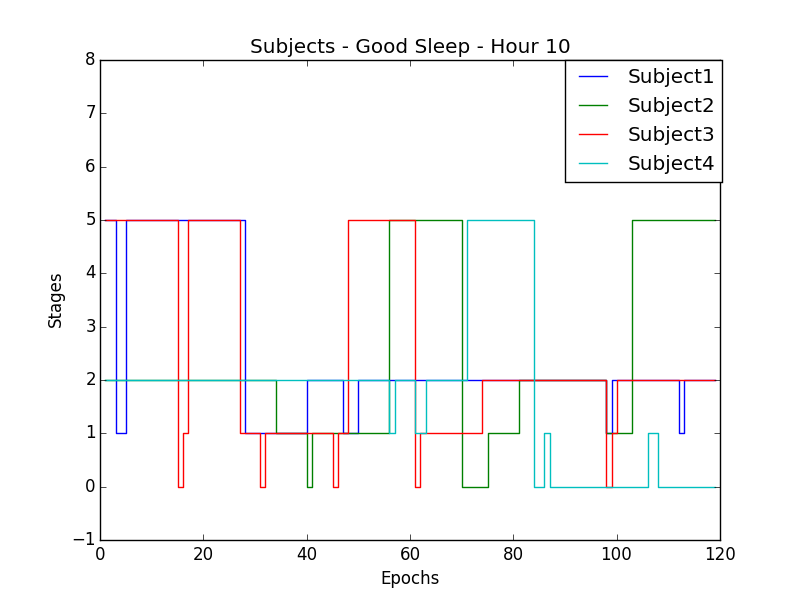 Subjects - Good Sleep - Hour 10
Subject1
Subject2
Subject3
Subject4
8
7
6
5
4
3
2
1
0
−1
Stages
0 20 40 60 80 100 120
Epochs